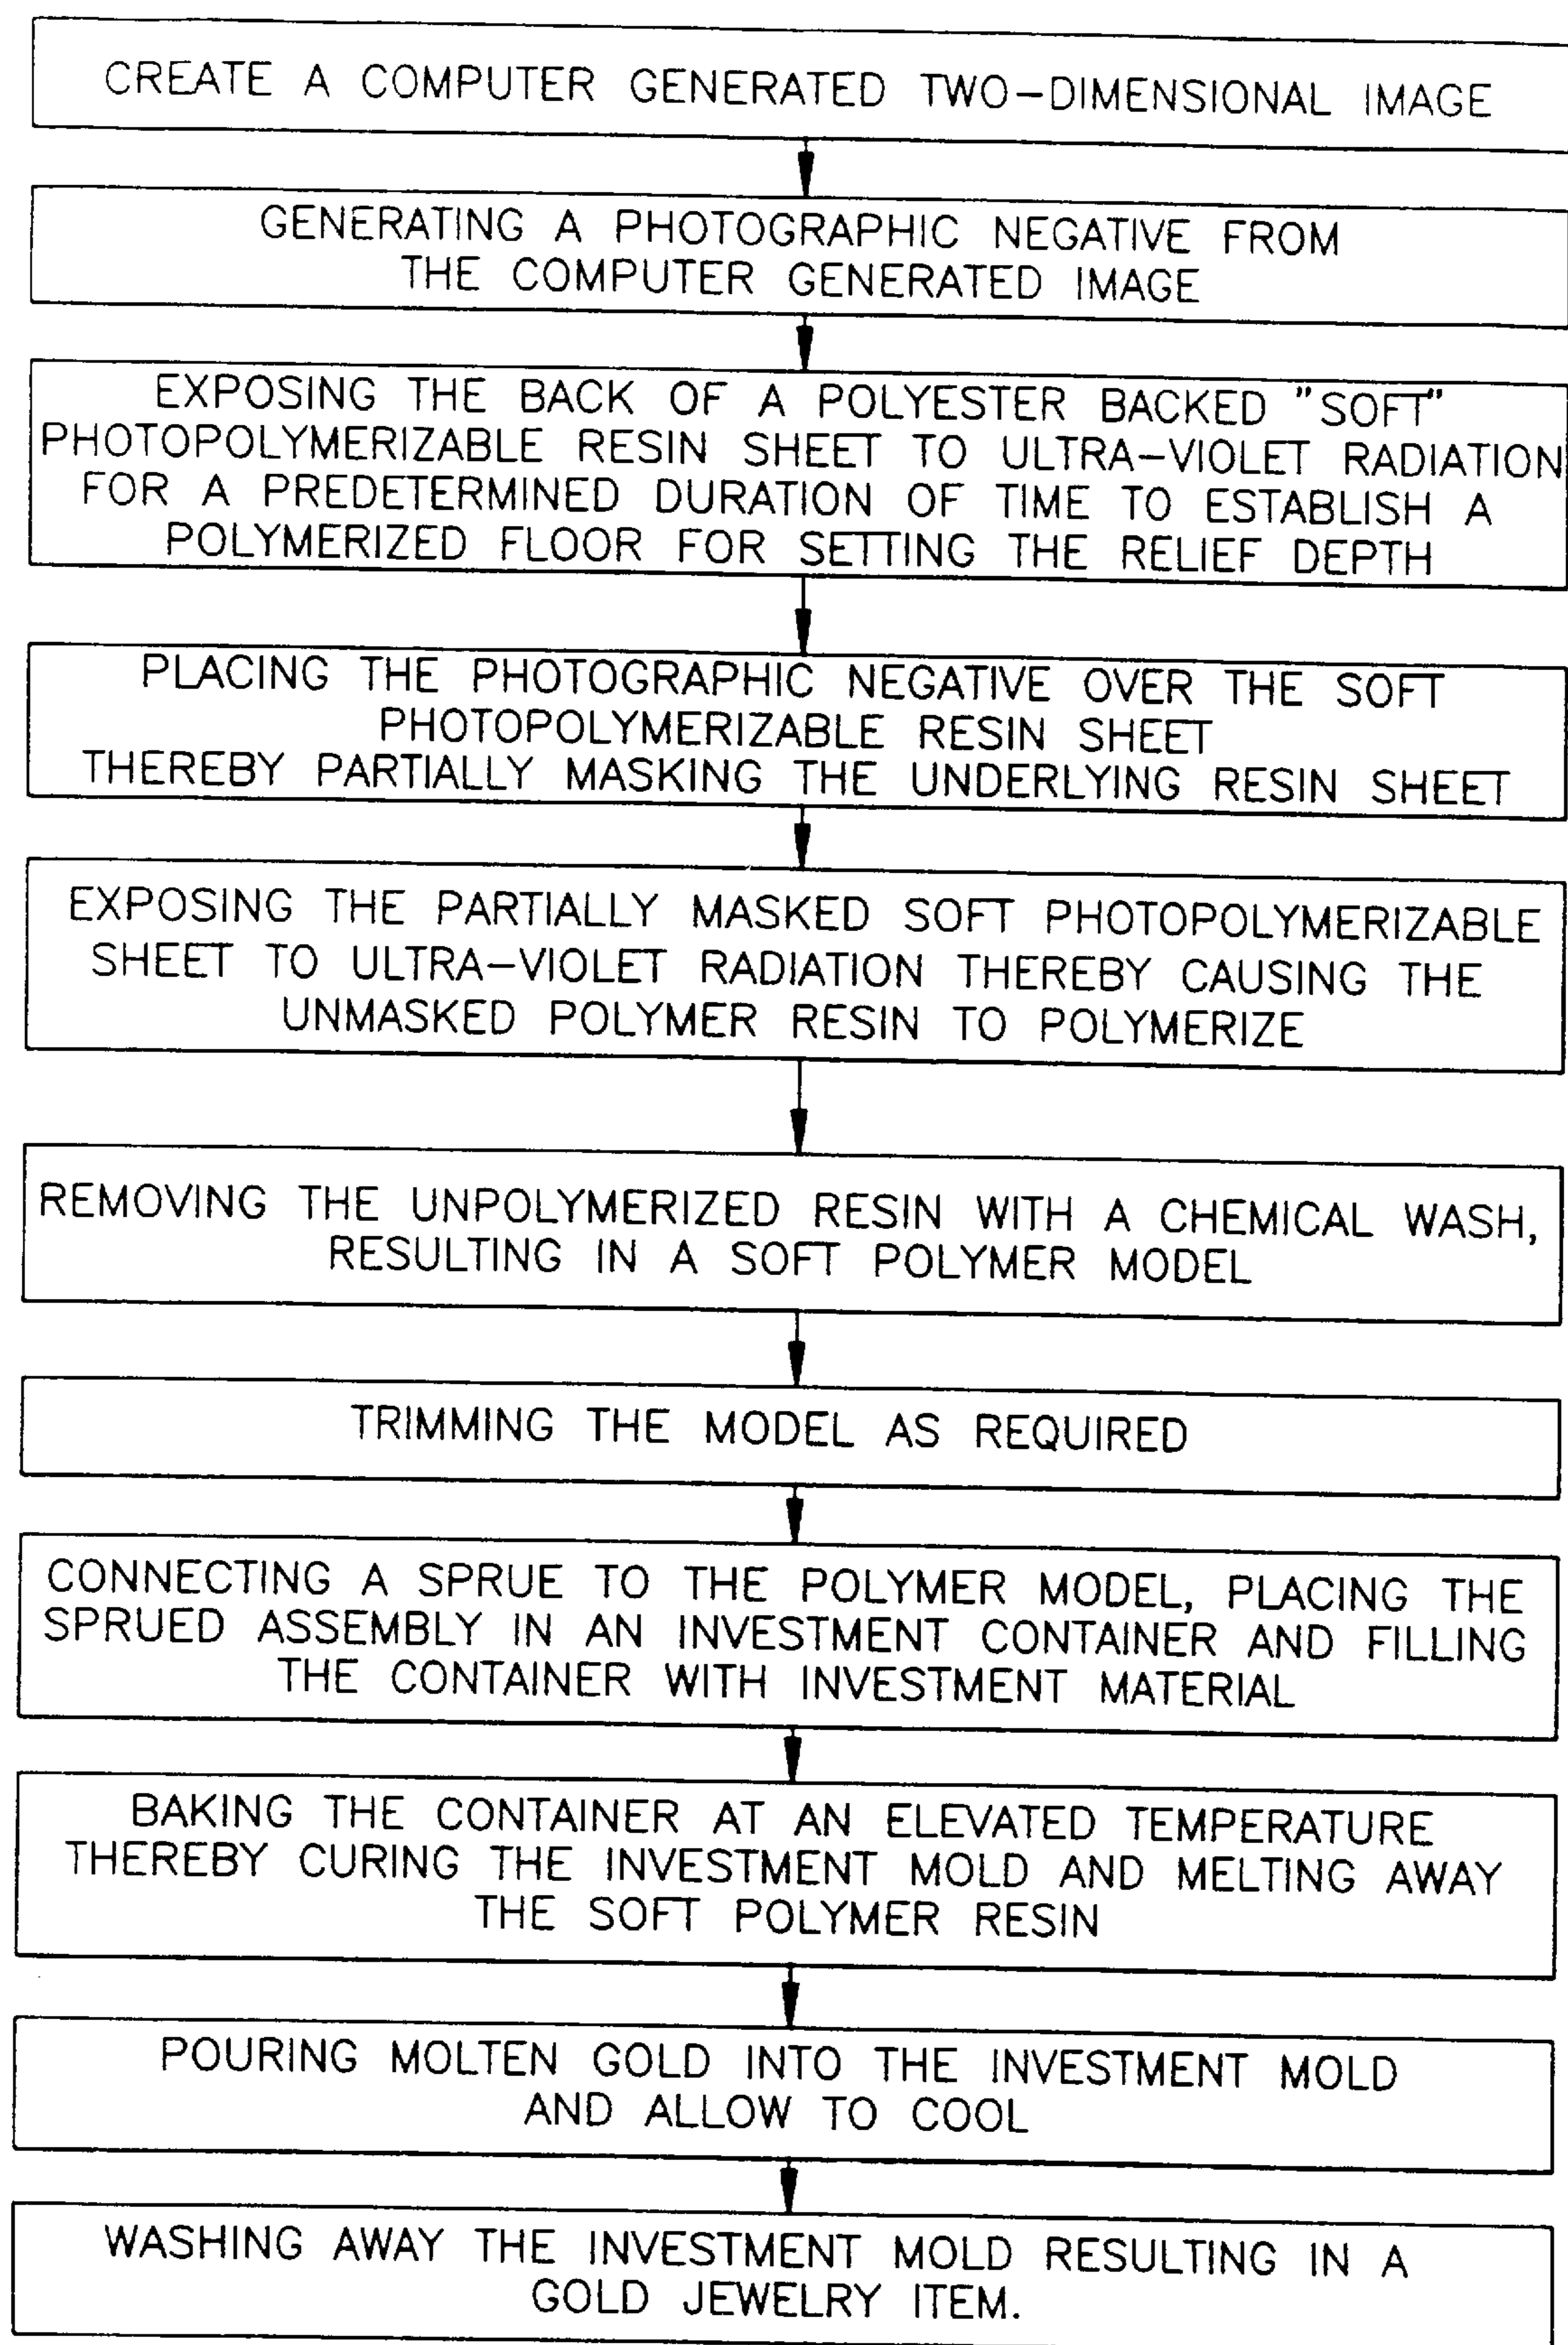 CREATE A COMPUTER GENERATED TWO-DIMENSIONAL IMAGE
GENERATING A PHOTOGRAPHIC NEGATIVE FROM
THE COMPUTER GENERATED IMAGE
EXPOSING THE BACK OF A POLYESTER BACKED "SOFT"
PHOTOPOLYMERIZABLE RESIN SHEET TO ULTRA-VIOLET RADIATION
FOR A PREDETERMINED DURATION OF TIME TO ESTABLISH A
POLYMERIZED FLOOR FOR SETTING THE RELIEF DEPTH
PLACING THE PHOTOGRAPHIC NEGATIVE OVER THE SOFT
PHOTOPOLYMERIZABLE RESIN SHEET
THEREBY PARTIALLY MASKING THE UNDERLYING RESIN SHEET
EXPOSING THE PARTIALLY MASKED SOFT PHOTOPOLYMERIZABLE
SHEET TO ULTRA-VIOLET RADIATION THEREBY CAUSING THE
UNMASKED POLYMER RESIN TO POLYMERIZE
REMOVING THE UNPOLYMERIZED RESIN WITH A CHEMICAL WASH,
RESULTING IN A SOFT POLYMER MODEL
TRIMMING THE MODEL AS REQUIRED
CONNECTING A SPRUE TO THE POLYMER MODEL, PLACING THE
SPRUED ASSEMBLY IN AN INVESTMENT CONTAINER AND FILLING
THE CONTAINER WITH INVESTMENT MATERIAL
BAKING THE CONTAINER AT AN ELEVATED TEMPERATURE
THEREBY CURING THE INVESTMENT MOLD AND MELTING AWAY
THE SOFT POLYMER RESIN
POURING MOLTEN GOLD INTO THE INVESTMENT MOLD
AND ALLOW TO COOL
WASHING AWAY THE INVESTMENT MOLD RESULTING IN A
GOLD JEWELRY ITEM.